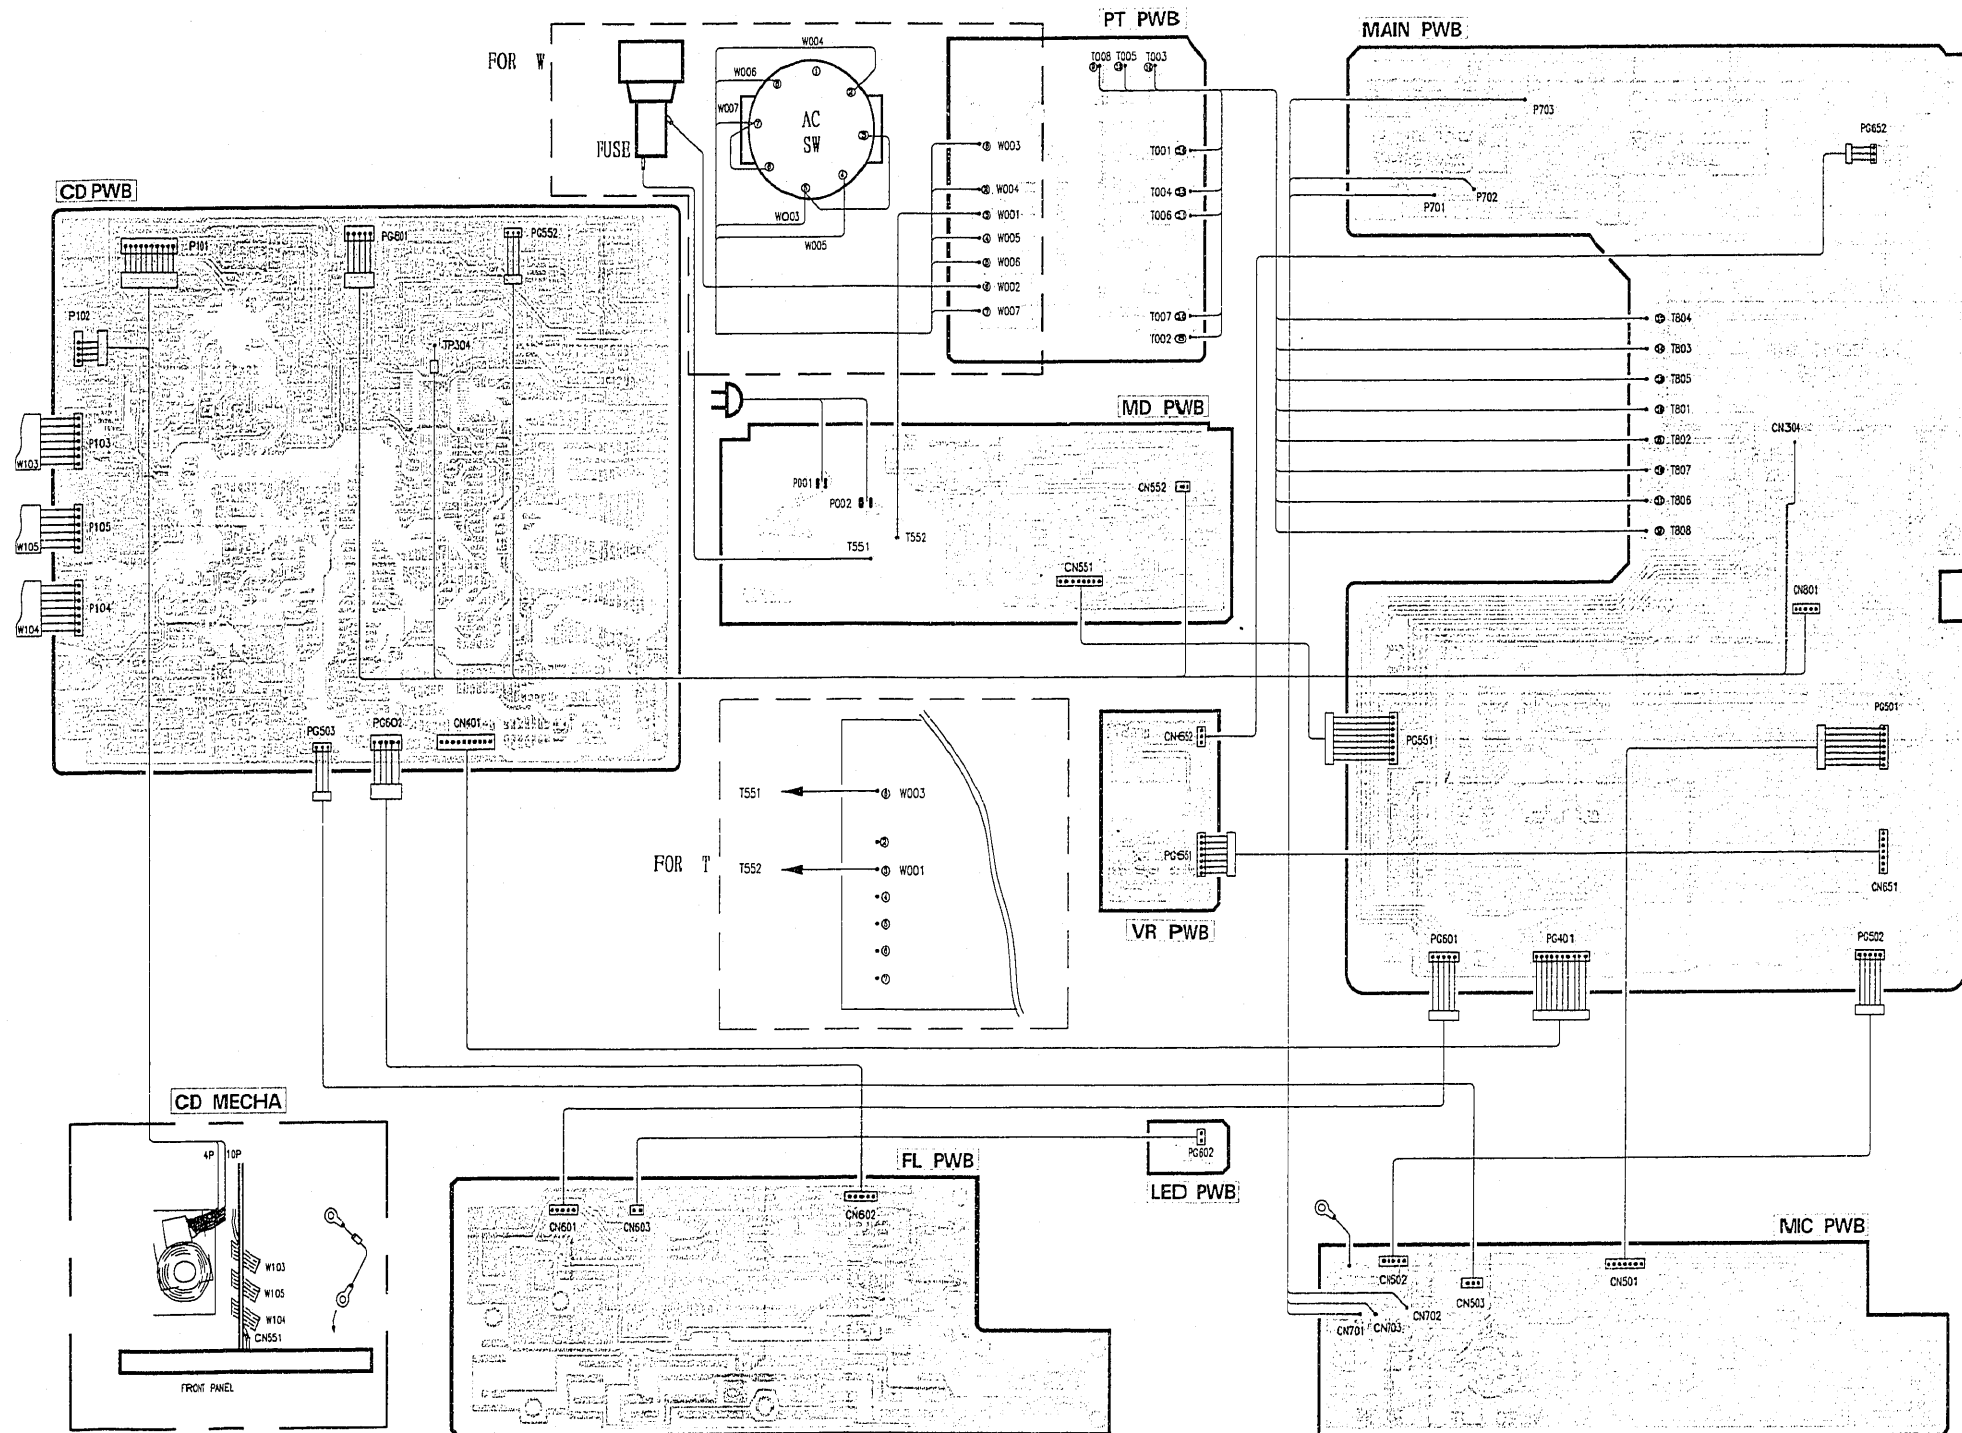 PT PWB
MAIN PWB
FOR W
W004
W006
W007
AC
SW
FUSE
W003
W005
T008
T005
T003
W003
W004
W001
W005
W006
W002
W007
T001
T004
T006
T007
T002
P703
P702
P701
PG652
T804
T803
T805
T801
T802
T807
T806
T808
CN304
CN801
CD PWB
P101
PG801
PG552
P102
TP304
P103
W103
P105
W105
P104
W104
PG503
PG602
CN401
MD PWB
P001
P002
CN552
T551
T552
CN551
T551
W003
FOR T
T552
W001
CN652
VR PWB
PG551
PG501
CN651
PG601
PG401
PG502
CD MECHA
4P
10P
W103
W105
W104
CN551
FRONT PANEL
FL PWB
CN601
CN603
CN602
PG602
LED PWB
MIC PWB
CN502
CN503
CN501
CN701
CN703
CN702